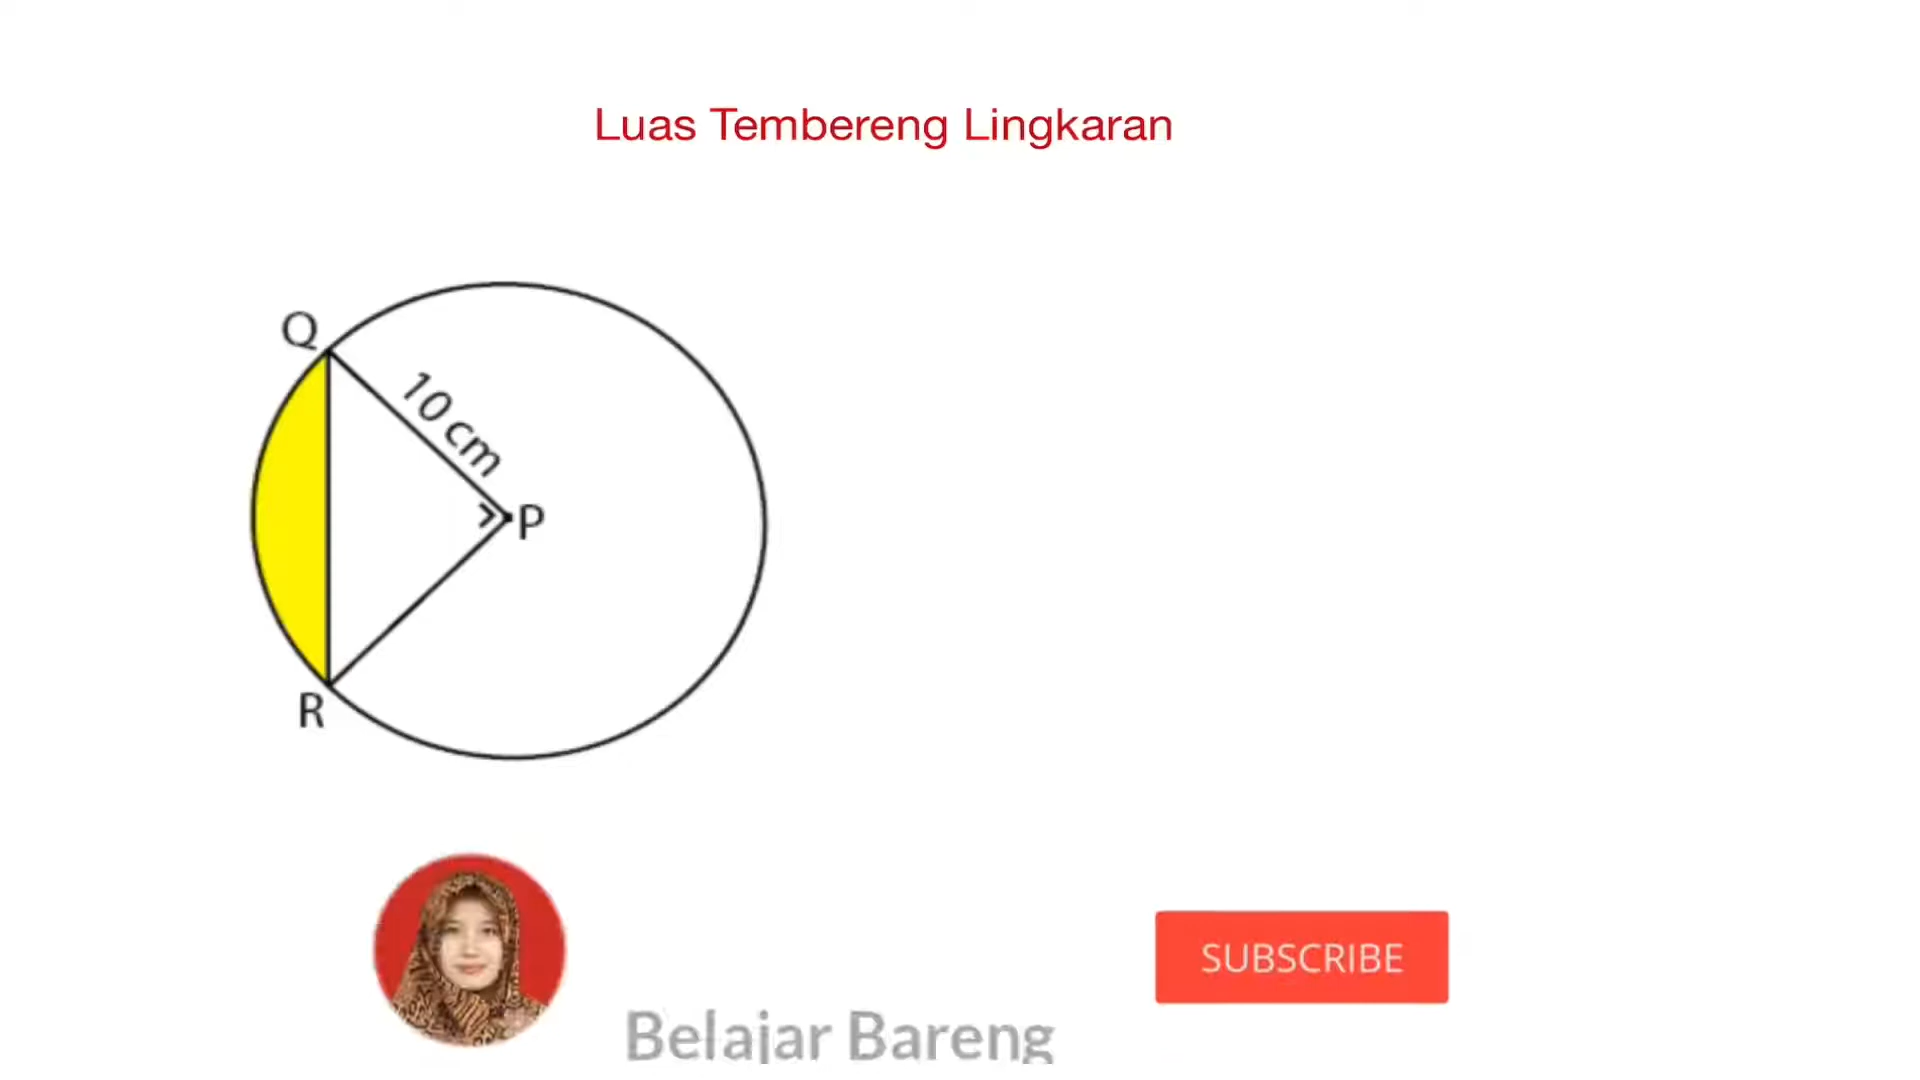 Luas Tembereng Lingkaran
Q
10 cm
P
R
SUBSCRIBE
Belajar Bareng